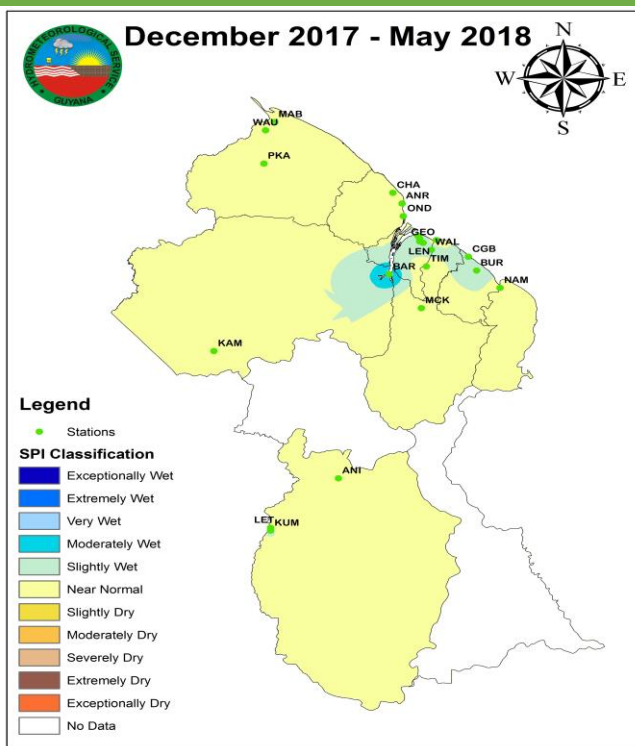 HYDROMETEOROLOGICAL SERVICE
GUYANA
December 2017 - May 2018
N
W E
S
MAB
WAU
PKA
CHA
ANR
OND
GEO
LEN
WAL
TIM
CGB
BAR
BUR
NAM
MCK
KAM
ANI
LET
KUM
Legend
Stations
SPI Classification
Exceptionally Wet
Extremely Wet
Very Wet
Moderately Wet
Slightly Wet
Near Normal
Slightly Dry
Moderately Dry
Severely Dry
Extremely Dry
Exceptionally Dry
No Data